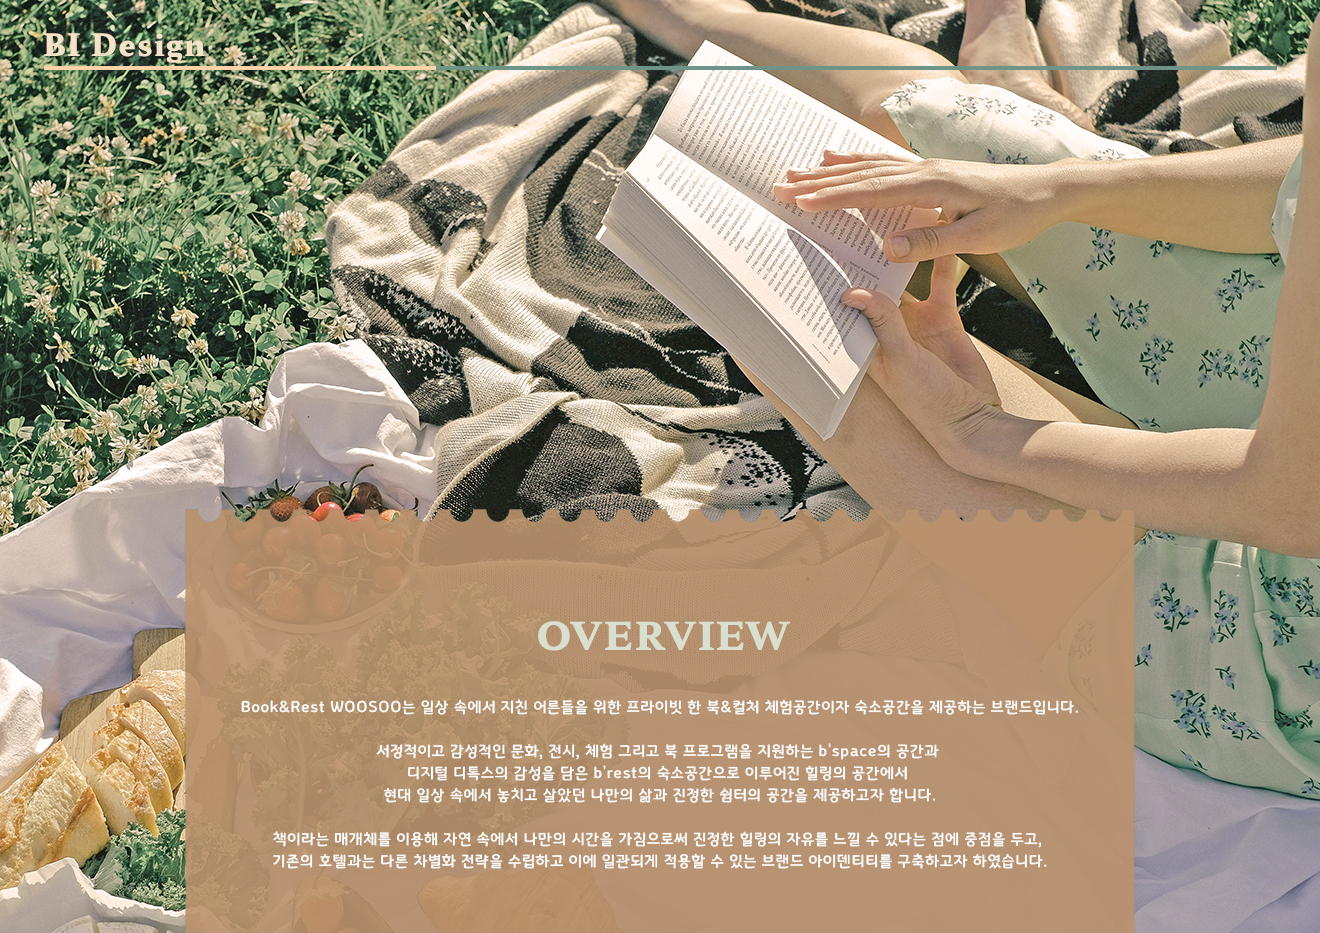 BI Design
OVERVIEW
Book&Rest WOOSOO는 일상 속에서 지친 어른들을 위한 프라이빗 한 북&컬처 체험공간이자 숙소공간을 제공하는 브랜드입니다.
서정적이고 감성적인 문화, 전시, 체험 그리고 북 프로그램을 지원하는 b'space의 공간과
디지털 디톡스의 감성을 담은 b'rest의 숙소공간으로 이루어진 힐링의 공간에서
현대 일상 속에서 놓치고 살았던 나만의 삶과 진정한 쉼터의 공간을 제공하고자 합니다.
책이라는 매개체를 이용해 자연 속에서 나만의 시간을 가짐으로써 진정한 힐링의 자유를 느낄 수 있다는 점에 중점을 두고,
기존의 호텔과는 다른 차별화 전략을 수립하고 이에 일관되게 적용할 수 있는 브랜드 아이덴티티를 구축하고자 하였습니다.